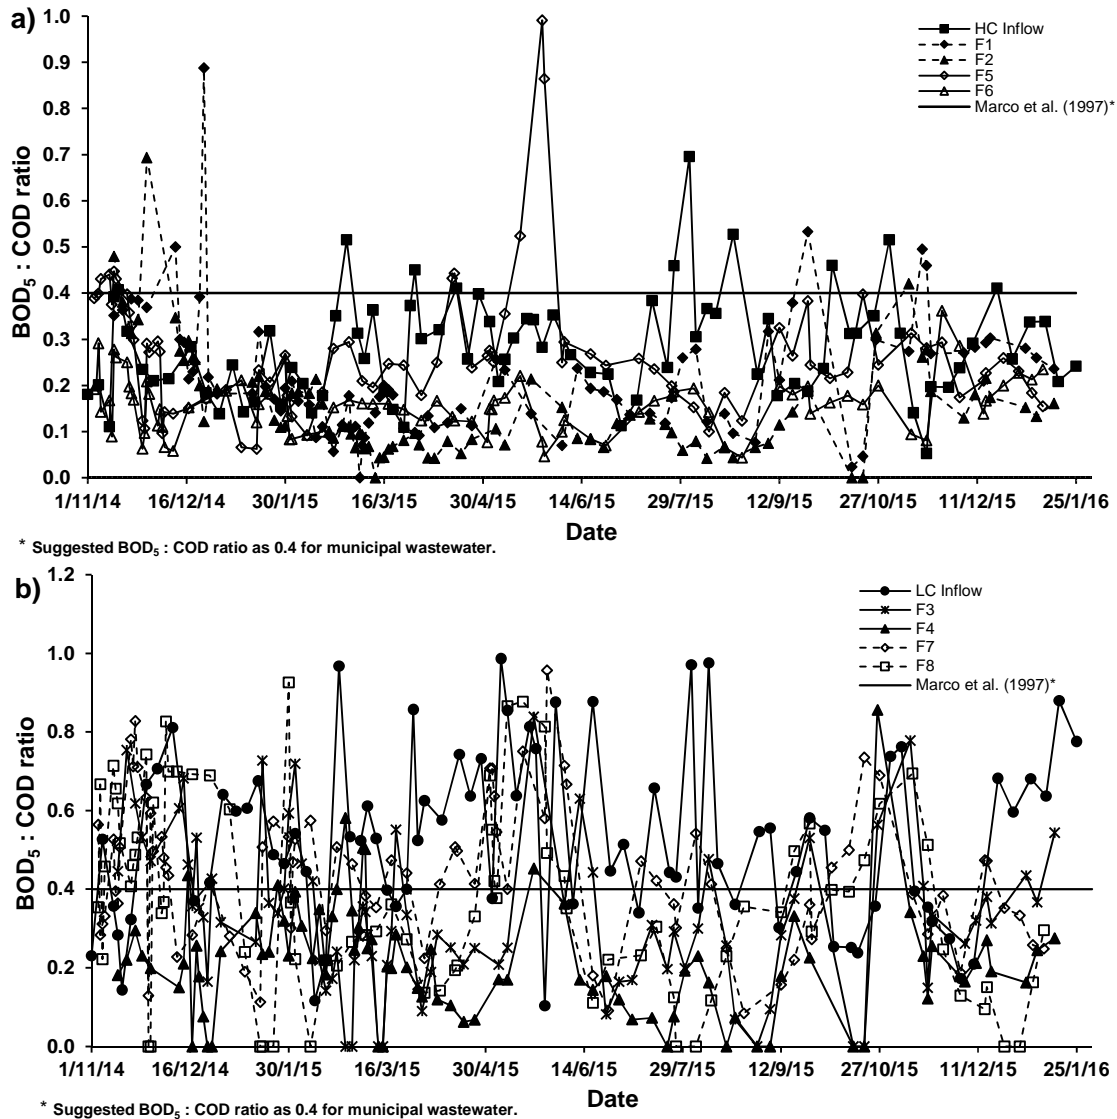 a)
BOD5 : COD ratio
1.0
0.9
0.8
0.7
0.6
0.5
0.4
0.3
0.2
0.1
0.0
HC Inflow
F1
F2
F5
F6
Marco et al. (1997)*
1/11/14 16/12/14 30/1/15 16/3/15 30/4/15 14/6/15 29/7/15 12/9/15 27/10/15 11/12/15 25/1/16
Date
* Suggested BOD5 : COD ratio as 0.4 for municipal wastewater.
b)
BOD5 : COD ratio
1.2
1.0
0.8
0.6
0.4
0.2
0.0
LC Inflow
F3
F4
F7
F8
Marco et al. (1997)*
1/11/14 16/12/14 30/1/15 16/3/15 30/4/15 14/6/15 29/7/15 12/9/15 27/10/15 11/12/15 25/1/16
Date
* Suggested BOD5 : COD ratio as 0.4 for municipal wastewater.